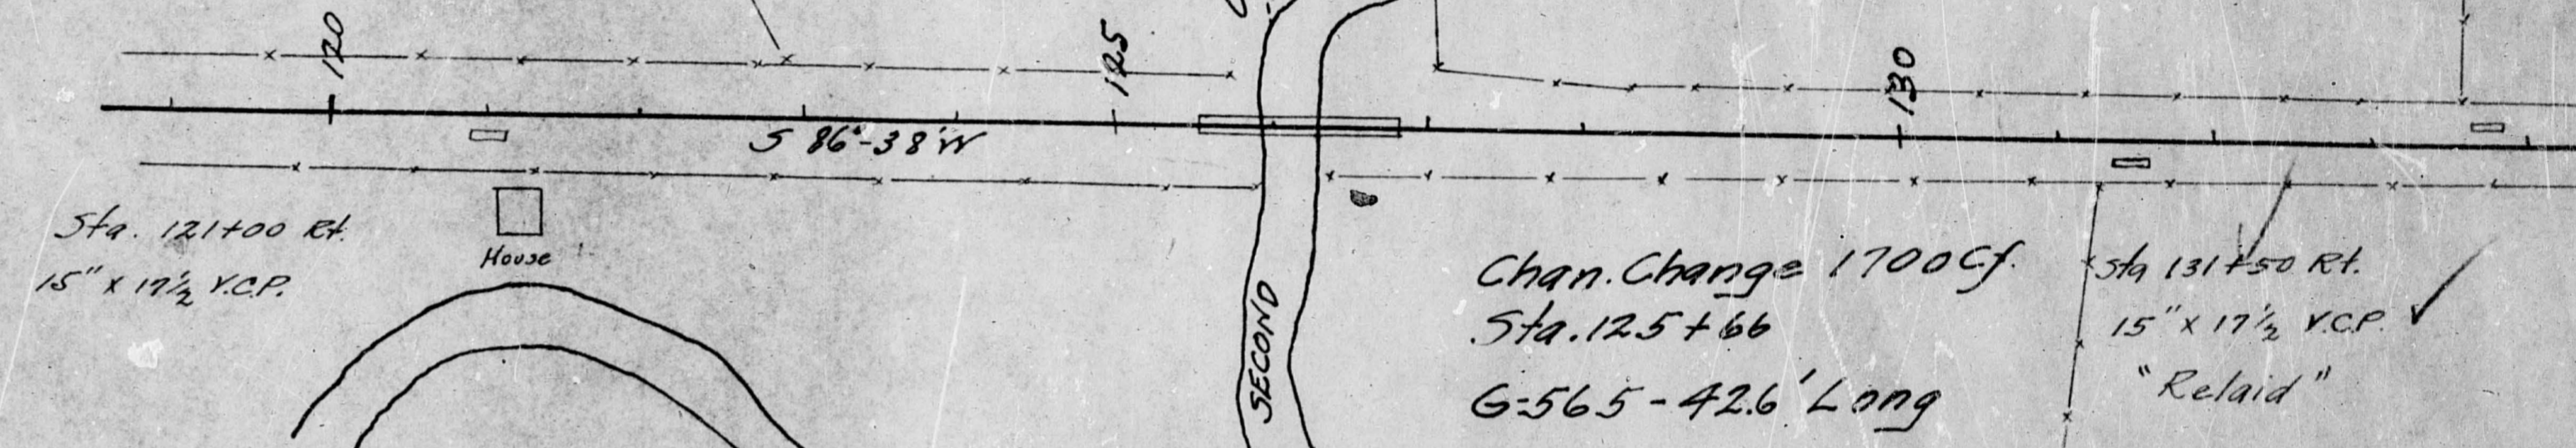 120
125
130
S 86°-38'W
Sta. 121+00 Rt.
15" x 17½ V.C.P.
House
SECOND
Chan. Change 1700 Cf.
Sta. 125+66
G-565-42.6' Long
Sta 131+50 Rt.
15" x 17½ V.C.P.
"Relaid"